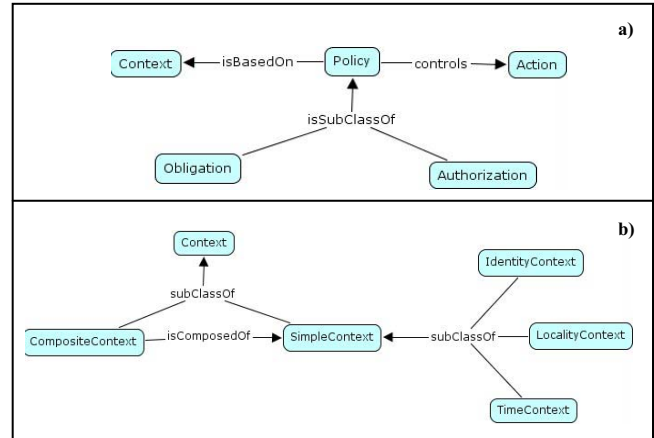 a)
Context
isBasedOn
Policy
controls
Action
isSubClassOf
Obligation
Authorization
b)
Context
IdentityContext
subClassOf
CompositeContext
isComposedOf
SimpleContext
subClassOf
LocalityContext
TimeContext